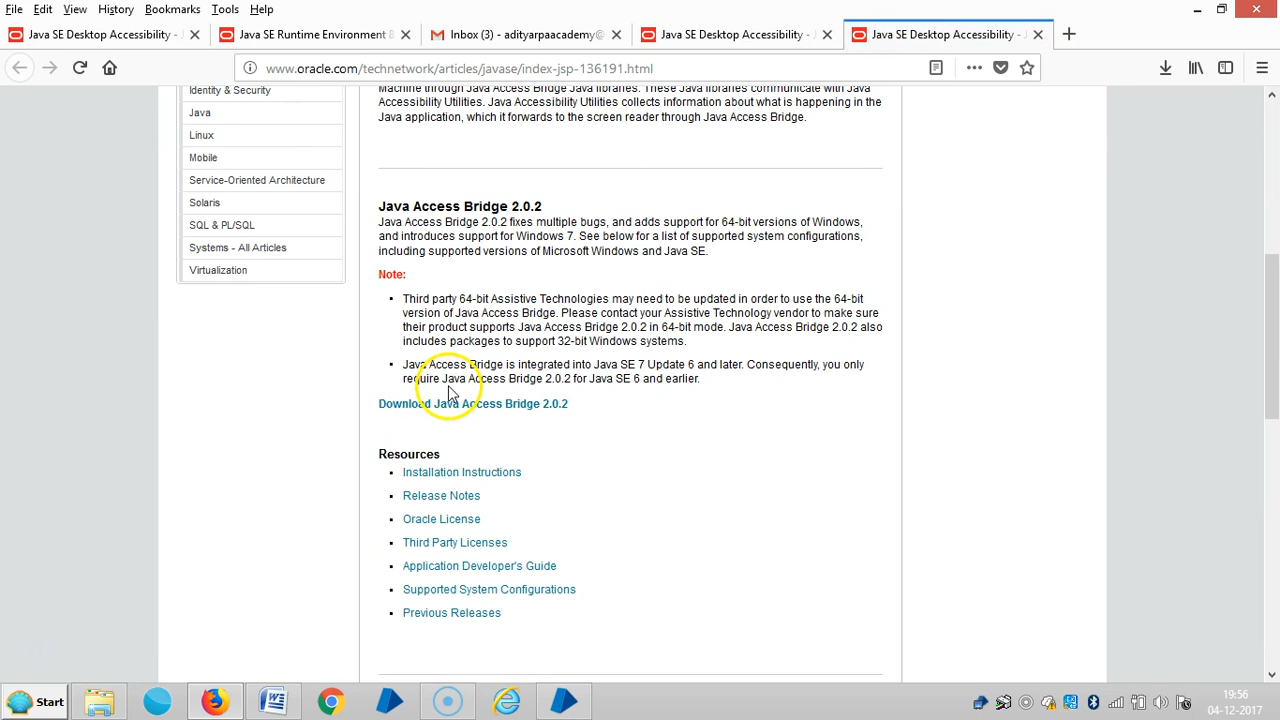 File Edit View History Bookmarks Tools Help
Java SE Desktop Accessibility -
Java SE Runtime Environment 8
Inbox (3) - adityarpaacademy@
Java SE Desktop Accessibility -
Java SE Desktop Accessibility - J
www.oracle.com/technetwork/articles/javase/index-jsp-136191.html
Identity & Security
Java
Linux
Mobile
Service-Oriented Architecture
Solaris
SQL & PL/SQL
Systems - All Articles
Virtualization
Machine through Java Access Bridge Java libraries. These Java libraries communicate with Java
Accessibility Utilities. Java Accessibility Utilities collects information about what is happening in the
Java application, which it forwards to the screen reader through Java Access Bridge.
Java Access Bridge 2.0.2
Java Access Bridge 2.0.2 fixes multiple bugs, and adds support for 64-bit versions of Windows,
and introduces support for Windows 7. See below for a list of supported system configurations,
including supported versions of Microsoft Windows and Java SE.
Note:
Third party 64-bit Assistive Technologies may need to be updated in order to use the 64-bit
version of Java Access Bridge. Please contact your Assistive Technology vendor to make sure
their product supports Java Access Bridge 2.0.2 in 64-bit mode. Java Access Bridge 2.0.2 also
includes packages to support 32-bit Windows systems.
Java Access Bridge is integrated into Java SE 7 Update 6 and later. Consequently, you only
require Java Access Bridge 2.0.2 for Java SE 6 and earlier.
Download Java Access Bridge 2.0.2
Resources
Installation Instructions
Release Notes
Oracle License
Third Party Licenses
Application Developer's Guide
Supported System Configurations
Previous Releases
Start
19:56
04-12-2017